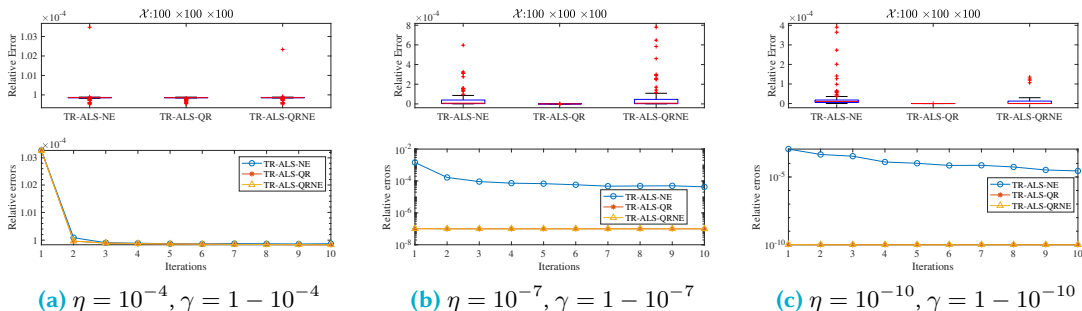 ×10⁻⁴
𝒳:100 ×100 ×100 ×100
Relative Error
1.03
1.02
1.01
1
TR-ALS-NE TR-ALS-QR TR-ALS-QRNE
×10⁻⁴
Relative errors
1.03
1.02
1.01
1
TR-ALS-NE
TR-ALS-QR
TR-ALS-QRNE
1 2 3 4 5 6 7 8 9 10
Iterations
(a) η = 10⁻⁴, γ = 1 − 10⁻⁴
×10⁻⁴
𝒳:100 ×100 ×100 ×100
Relative Error
8
6
4
2
0
TR-ALS-NE TR-ALS-QR TR-ALS-QRNE
Relative errors
10⁻²
10⁻⁴
10⁻⁶
10⁻⁸
TR-ALS-NE
TR-ALS-QR
TR-ALS-QRNE
1 2 3 4 5 6 7 8 9 10
Iterations
(b) η = 10⁻⁷, γ = 1 − 10⁻⁷
×10⁻⁴
𝒳:100 ×100 ×100 ×100
Relative Error
4
3
2
1
0
TR-ALS-NE TR-ALS-QR TR-ALS-QRNE
Relative errors
10⁻⁵
10⁻¹⁰
TR-ALS-NE
TR-ALS-QR
TR-ALS-QRNE
1 2 3 4 5 6 7 8 9 10
Iterations
(c) η = 10⁻¹⁰, γ = 1 − 10⁻¹⁰